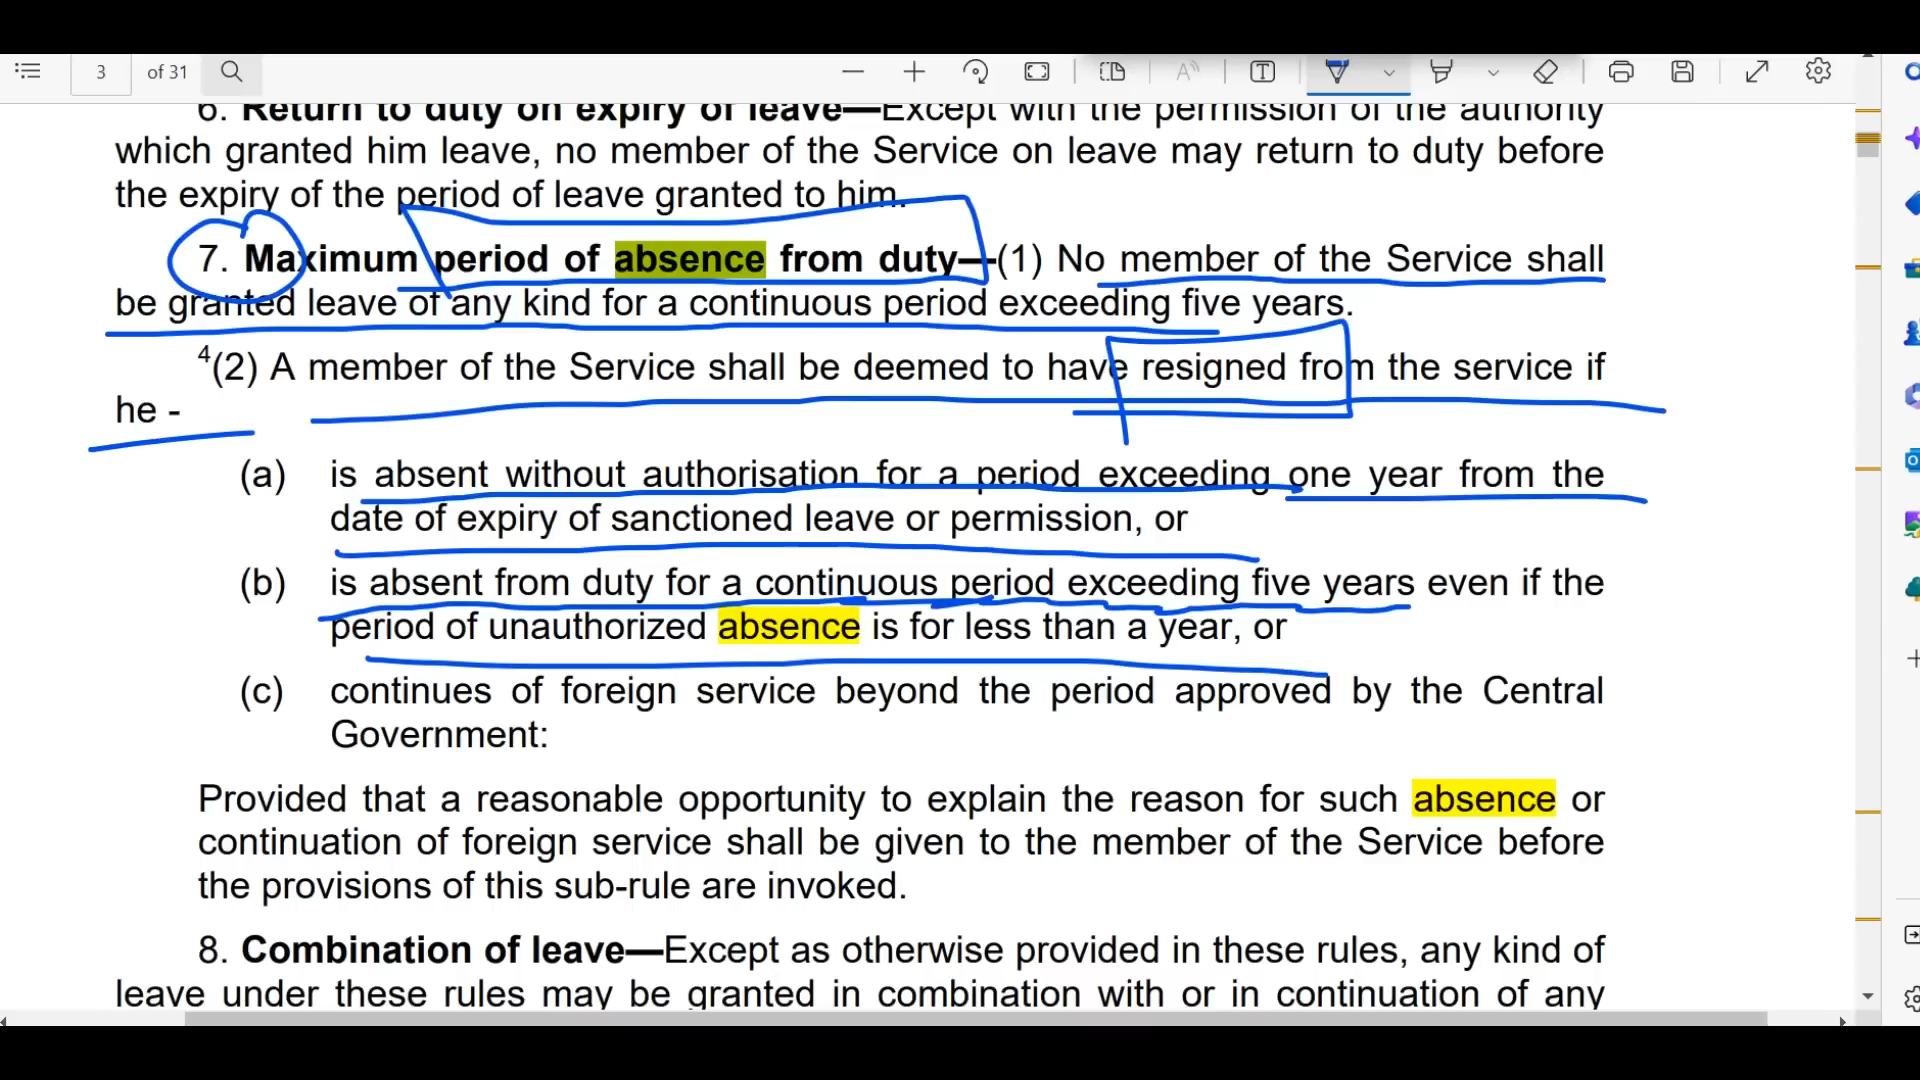 3 of 31
6. Return to duty on expiry of leave—Except with the permission of the authority
which granted him leave, no member of the Service on leave may return to duty before
the expiry of the period of leave granted to him.
7. Maximum period of absence from duty—(1) No member of the Service shall
be granted leave of any kind for a continuous period exceeding five years.
4(2) A member of the Service shall be deemed to have resigned from the service if
he -
(a) is absent without authorisation for a period exceeding one year from the
date of expiry of sanctioned leave or permission, or
(b) is absent from duty for a continuous period exceeding five years even if the
period of unauthorized absence is for less than a year, or
(c) continues of foreign service beyond the period approved by the Central
Government:
Provided that a reasonable opportunity to explain the reason for such absence or
continuation of foreign service shall be given to the member of the Service before
the provisions of this sub-rule are invoked.
8. Combination of leave—Except as otherwise provided in these rules, any kind of
leave under these rules may be granted in combination with or in continuation of any